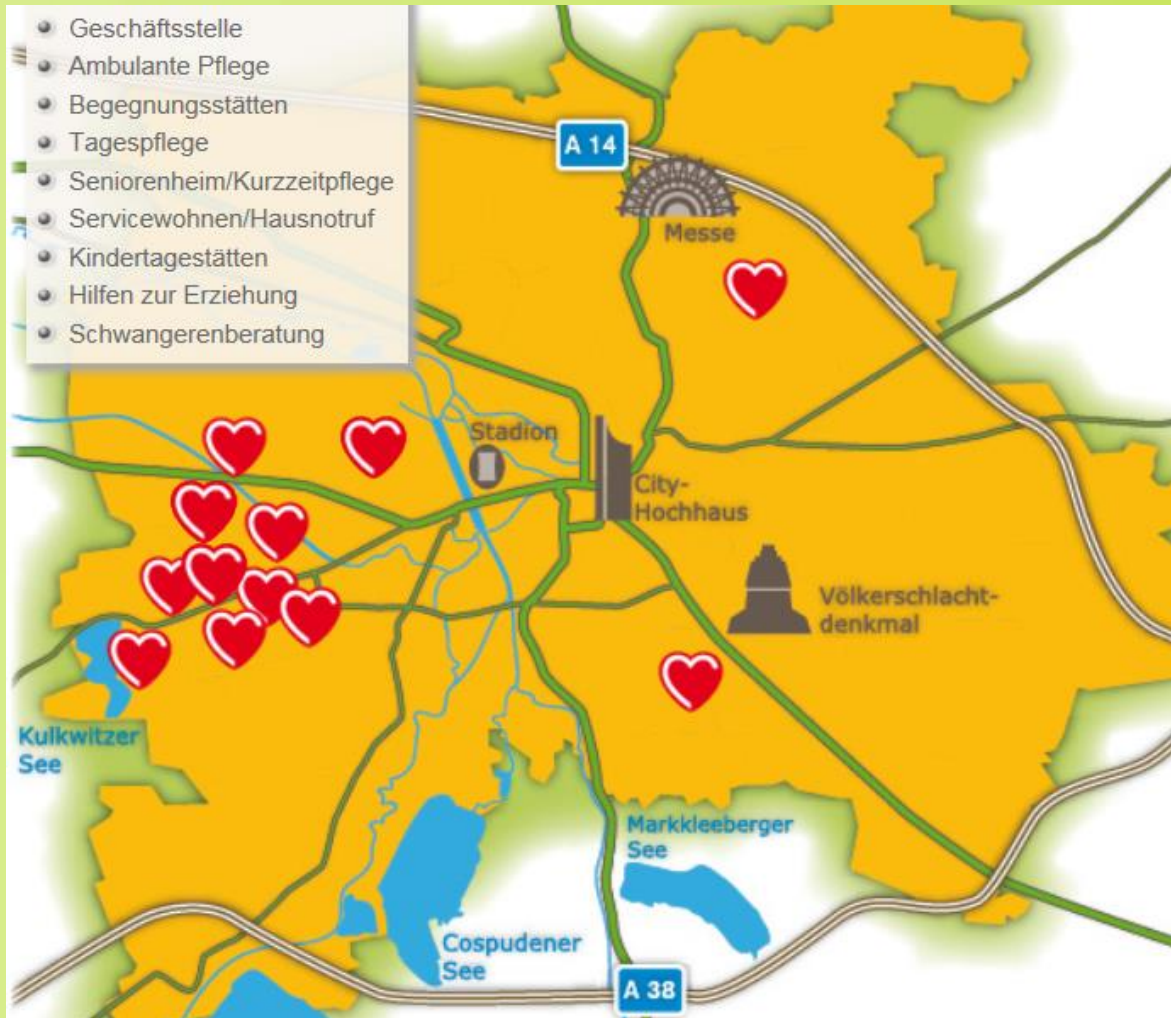 Geschäftsstelle
Ambulante Pflege
Begegnungsstätten
Tagespflege
Seniorenheim/Kurzzeitpflege
Servicewohnen/Hausnotruf
Kindertagestätten
Hilfen zur Erziehung
Schwangerenberatung
A 14
Messe
Stadion
City-
Hochhaus
Völkerschlacht-
denkmal
Kulkwitzer
See
Markkleeberger
See
Cospudener
See
A 38